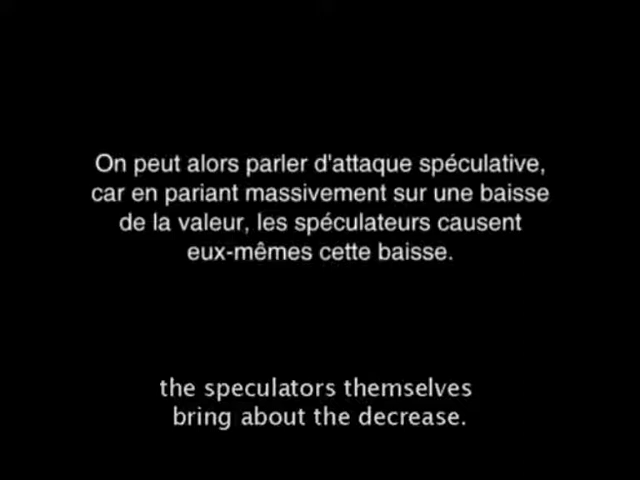 On peut alors parler d'attaque spéculative,
car en pariant massivement sur une baisse
de la valeur, les spéculateurs causent
eux-mêmes cette baisse.
the speculators themselves
bring about the decrease.